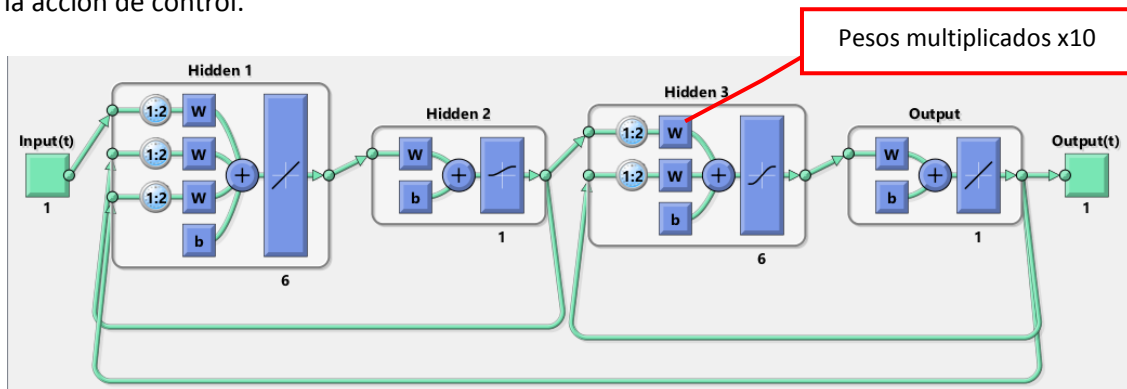 la acción de control.
Pesos multiplicados x10
Hidden 1
Hidden 2
Hidden 3
Output
Input(t)
Output(t)
1:2 W
1:2 W
1:2 W
b
W
b
1:2 W
1:2 W
b
W
b
1
6
1
6
1
1